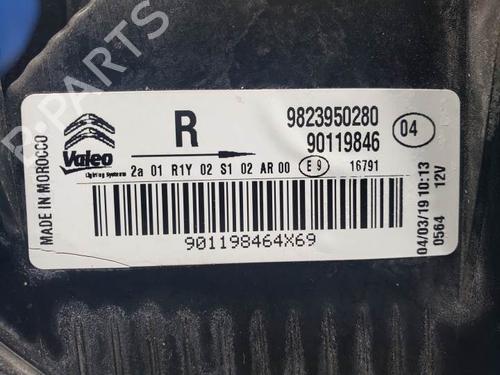 B-PARTS
R
9823950280
90119846
04
Valeo
Lighting Systems
2a 01 R1Y 02 S1 02 AR 00 E9 16791
901198464X69
MADE IN MOROCCO
04/03/19 10:13
0564 12V